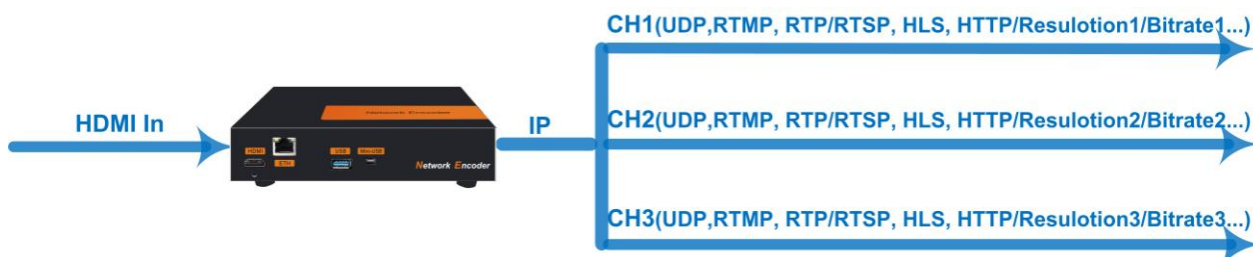 CH1(UDP,RTMP, RTP/RTSP, HLS, HTTP/Resulotion1/Bitrate1...)
HDMI In
Network Encoder
IP
CH2(UDP,RTMP, RTP/RTSP, HLS, HTTP/Resulotion2/Bitrate2...)
HDMI
ETH
USB
Mini-USB
Network Encoder
CH3(UDP,RTMP, RTP/RTSP, HLS, HTTP/Resulotion3/Bitrate3...)